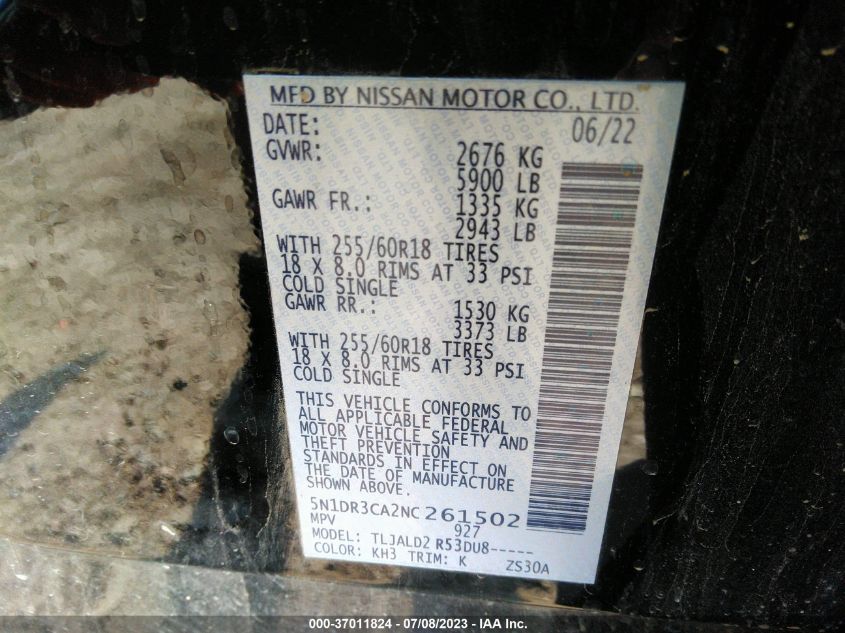 MFD BY NISSAN MOTOR CO., LTD.
DATE: 06/22
GVWR: 2676 KG
5900 LB
GAWR FR.: 1335 KG
2943 LB
WITH 255/60R18 TIRES
18 X 8.0 RIMS AT 33 PSI
COLD SINGLE
GAWR RR.: 1530 KG
3373 LB
WITH 255/60R18 TIRES
18 X 8.0 RIMS AT 33 PSI
COLD SINGLE
THIS VEHICLE CONFORMS TO
ALL APPLICABLE FEDERAL
MOTOR VEHICLE SAFETY AND
THEFT PREVENTION
STANDARDS IN EFFECT ON
THE DATE OF MANUFACTURE
SHOWN ABOVE.
5N1DR3CA2NC261502
MPV 927
MODEL: TLJALD2 R53DU8-----
COLOR: KH3 TRIM: K ZS30A
000-37011824 - 07/08/2023 - IAA Inc.